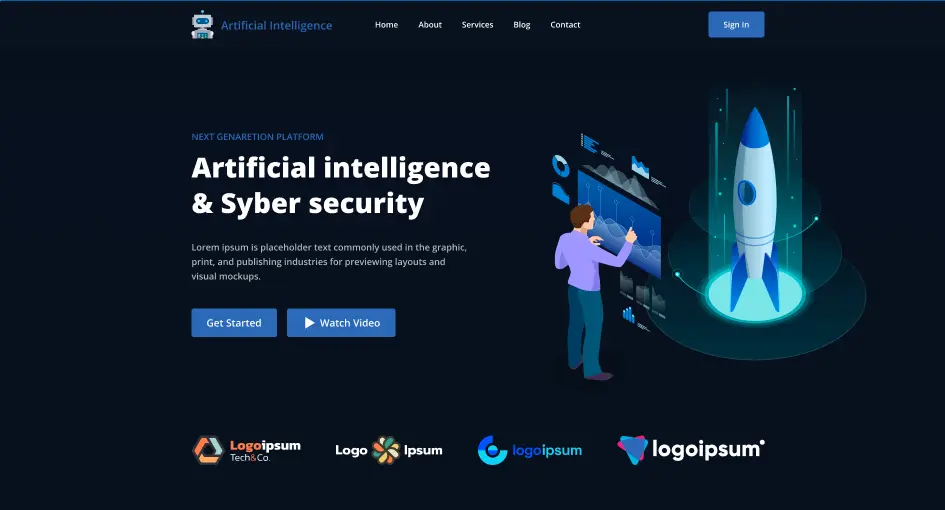 Artificial Intelligence
Home
About
Services
Blog
Contact
Sign In
NEXT GENARETION PLATFORM
Artificial intelligence
& Syber security
Lorem ipsum is placeholder text commonly used in the graphic,
print, and publishing industries for previewing layouts and
visual mockups.
Get Started
Watch Video
Logoipsum
Tech&Co.
Logo Ipsum
logoipsum
logoipsum